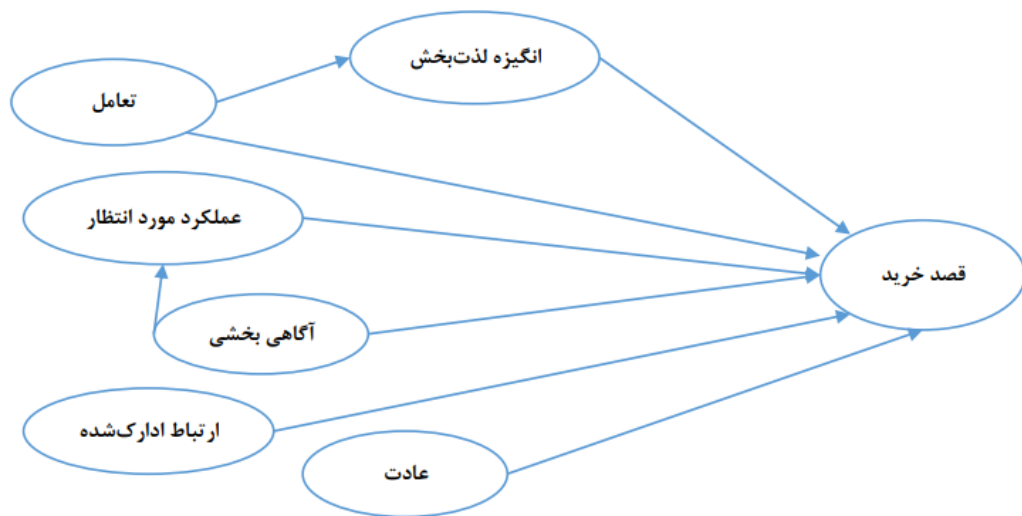 انگیزه لذت‌بخش
تعامل
عملکرد مورد انتظار
قصد خرید
آگاهی بخشی
ارتباط ادارک‌شده
عادت